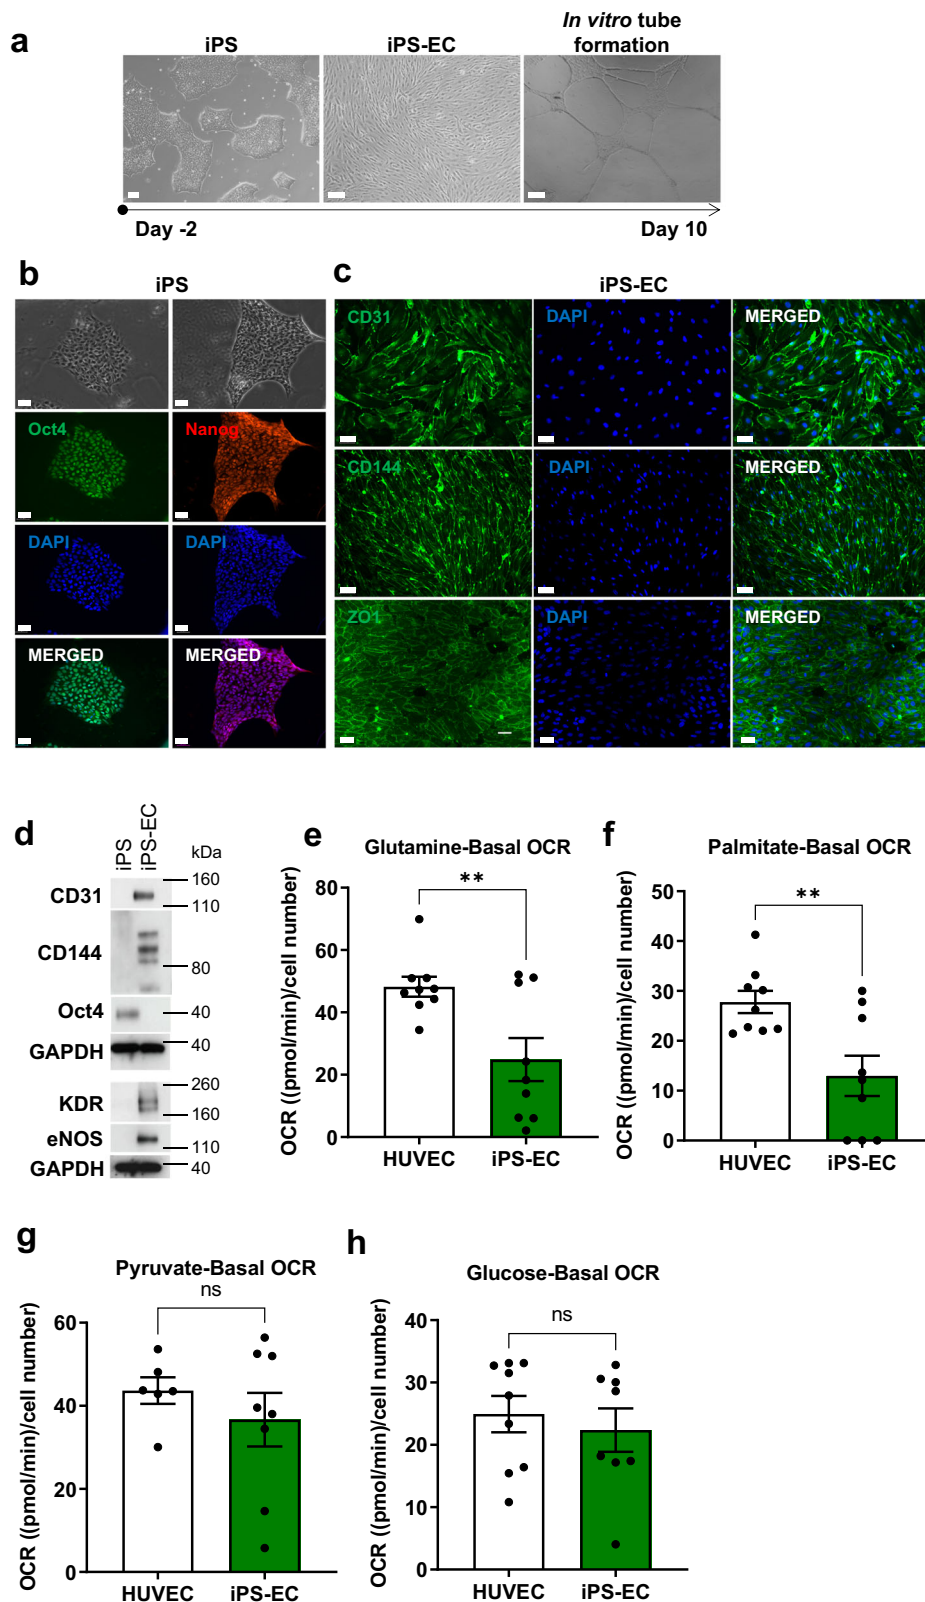 a
iPS
iPS-EC
In vitro tube
formation
Day -2
Day 10
b
iPS
Oct4
Nanog
DAPI
DAPI
MERGED
MERGED
c
iPS-EC
CD31
DAPI
MERGED
CD144
DAPI
MERGED
ZO1
DAPI
MERGED
d
iPS
iPS-EC
kDa
CD31
160
110
CD144
80
Oct4
40
GAPDH
40
KDR
260
160
eNOS
110
GAPDH
40
e
Glutamine-Basal OCR
OCR ((pmol/min)/cell number)
80
60
40
20
0
**
HUVEC
iPS-EC
f
Palmitate-Basal OCR
OCR ((pmol/min)/cell number)
50
40
30
20
10
0
**
HUVEC
iPS-EC
g
Pyruvate-Basal OCR
OCR ((pmol/min)/cell number)
60
40
20
0
ns
HUVEC
iPS-EC
h
Glucose-Basal OCR
OCR ((pmol/min)/cell number)
40
30
20
10
0
ns
HUVEC
iPS-EC